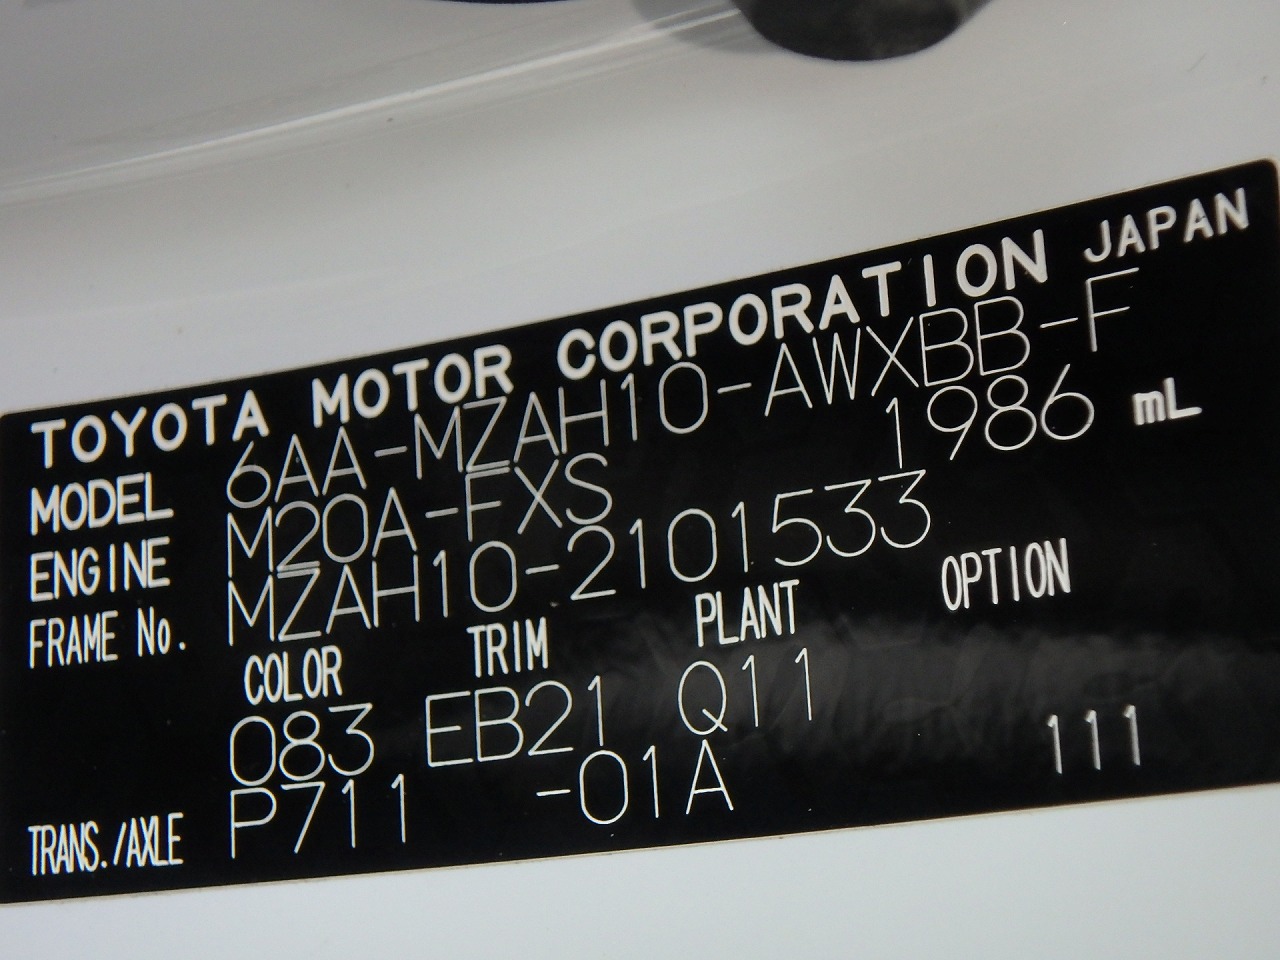 TOYOTA MOTOR CORPORATION JAPAN
MODEL 6AA-MZAH10-AWXBB-F
ENGINE M20A-FXS 1986 mL
FRAME No. MZAH10-2101533
COLOR TRIM PLANT OPTION
083 EB21 Q11
TRANS./AXLE P711 -01A 111